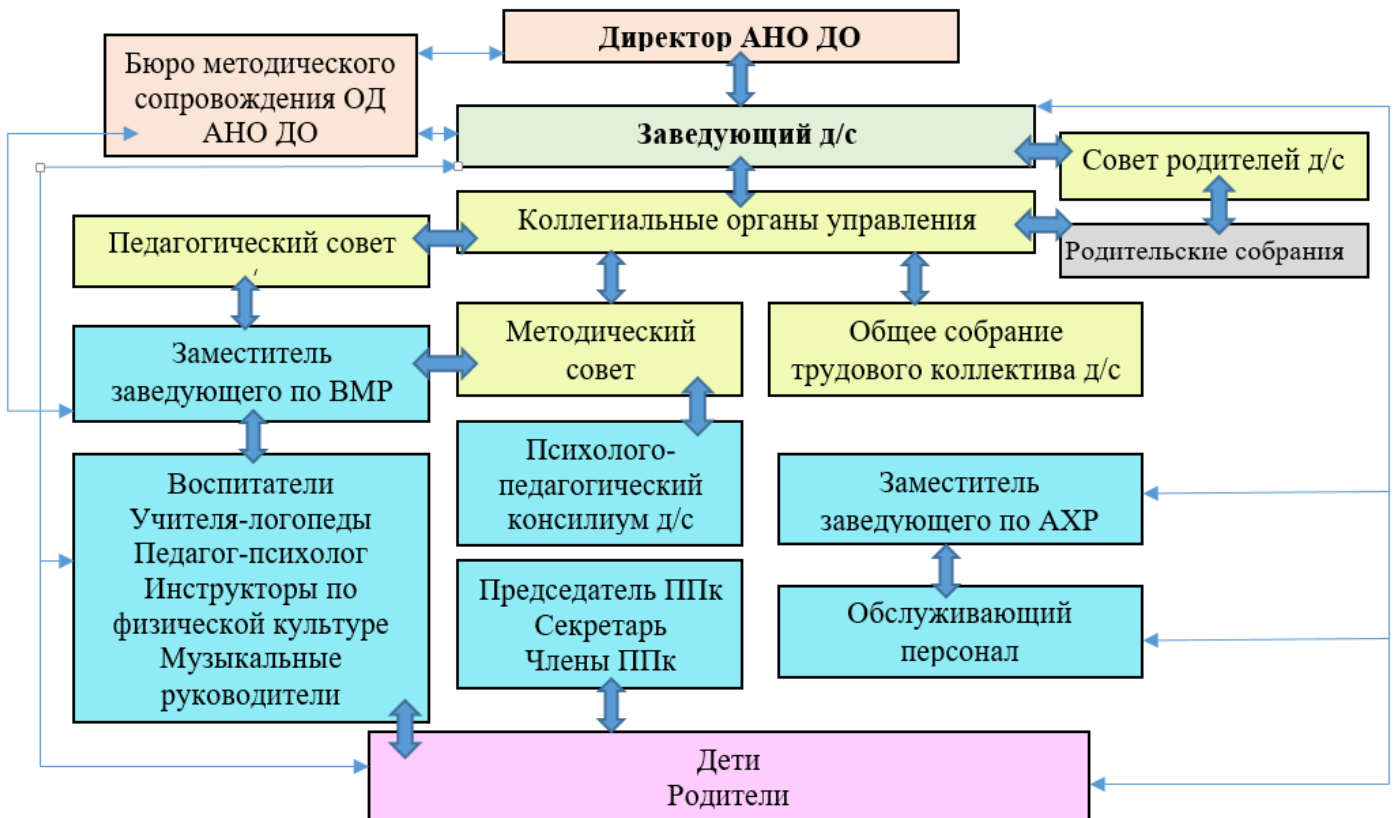 Директор АНО ДО
Бюро методического
сопровождения ОД
АНО ДО
Заведующий д/с
Совет родителей д/с
Коллегиальные органы управления
Педагогический совет
Родительские собрания
Заместитель
заведующего по ВМР
Методический
совет
Общее собрание
трудового коллектива д/с
Воспитатели
Учителя-логопеды
Педагог-психолог
Инструкторы по
физической культуре
Музыкальные
руководители
Психолого-
педагогический
консилиум д/с
Заместитель
заведующего по АХР
Председатель ППк
Секретарь
Члены ППк
Обслуживающий
персонал
Дети
Родители